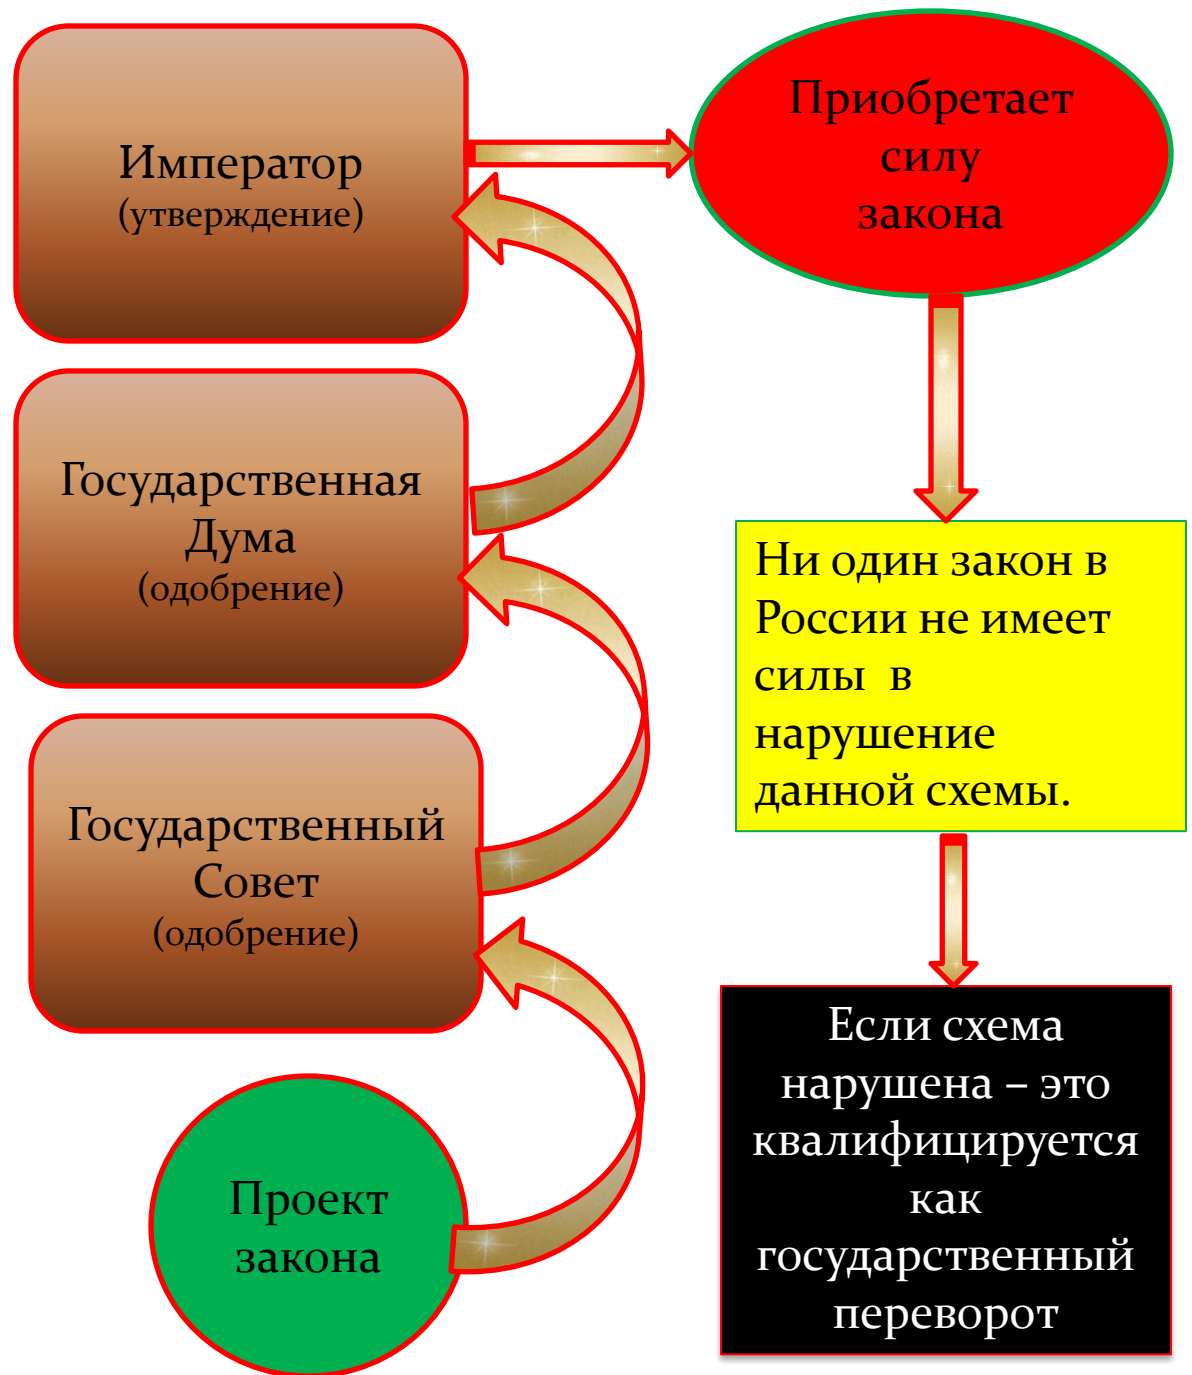 Император
(утверждение)
Государственная
Дума
(одобрение)
Государственный
Совет
(одобрение)
Проект
закона
Приобретает
силу
закона
Ни один закон в
России не имеет
силы  в
нарушение
данной схемы.
Если схема
нарушена – это
квалифицируется
как
государственный
переворот